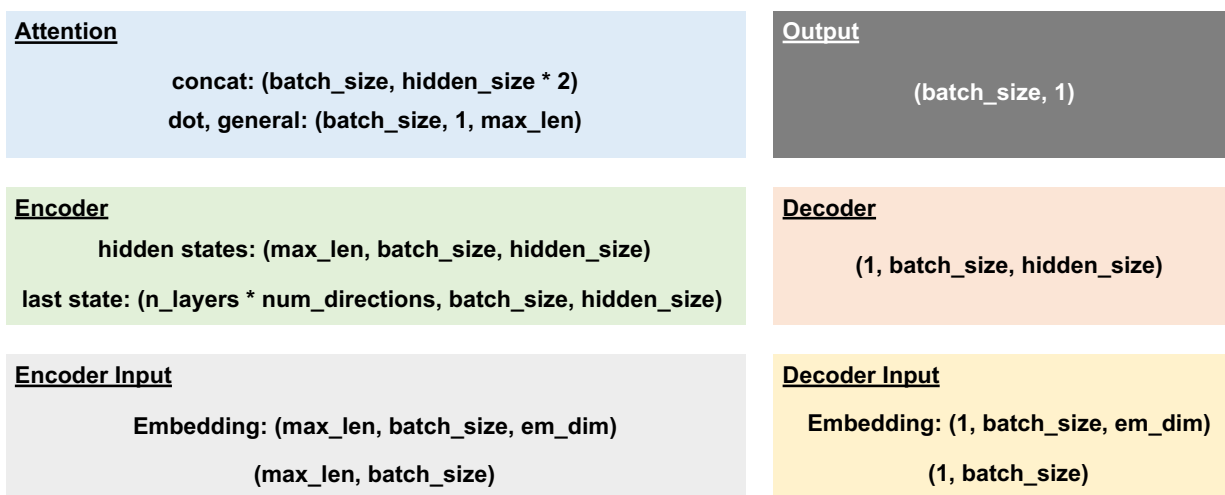 Attention
concat: (batch_size, hidden_size * 2)
dot, general: (batch_size, 1, max_len)
Output
(batch_size, 1)
Encoder
hidden states: (max_len, batch_size, hidden_size)
last state: (n_layers * num_directions, batch_size, hidden_size)
Decoder
(1, batch_size, hidden_size)
Encoder Input
Embedding: (max_len, batch_size, em_dim)
(max_len, batch_size)
Decoder Input
Embedding: (1, batch_size, em_dim)
(1, batch_size)